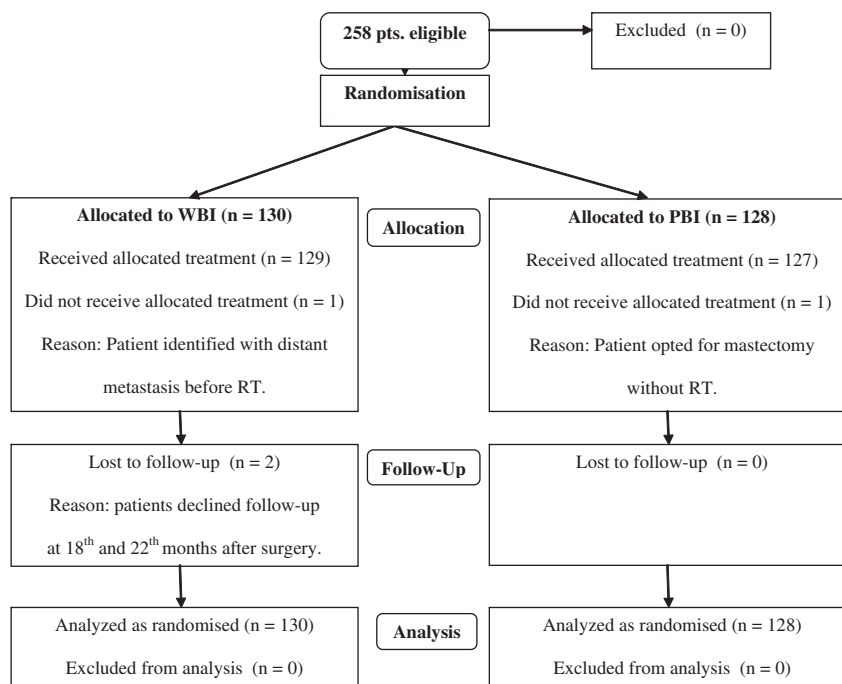 258 pts. eligible
Excluded (n = 0)
Randomisation
Allocated to WBI (n = 130)
Received allocated treatment (n = 129)
Did not receive allocated treatment (n = 1)
Reason: Patient identified with distant
metastasis before RT.
Allocation
Allocated to PBI (n = 128)
Received allocated treatment (n = 127)
Did not receive allocated treatment (n = 1)
Reason: Patient opted for mastectomy
without RT.
Lost to follow-up (n = 2)
Reason: patients declined follow-up
at 18th and 22th months after surgery.
Follow-Up
Lost to follow-up (n = 0)
Analyzed as randomised (n = 130)
Excluded from analysis (n = 0)
Analysis
Analyzed as randomised (n = 128)
Excluded from analysis (n = 0)